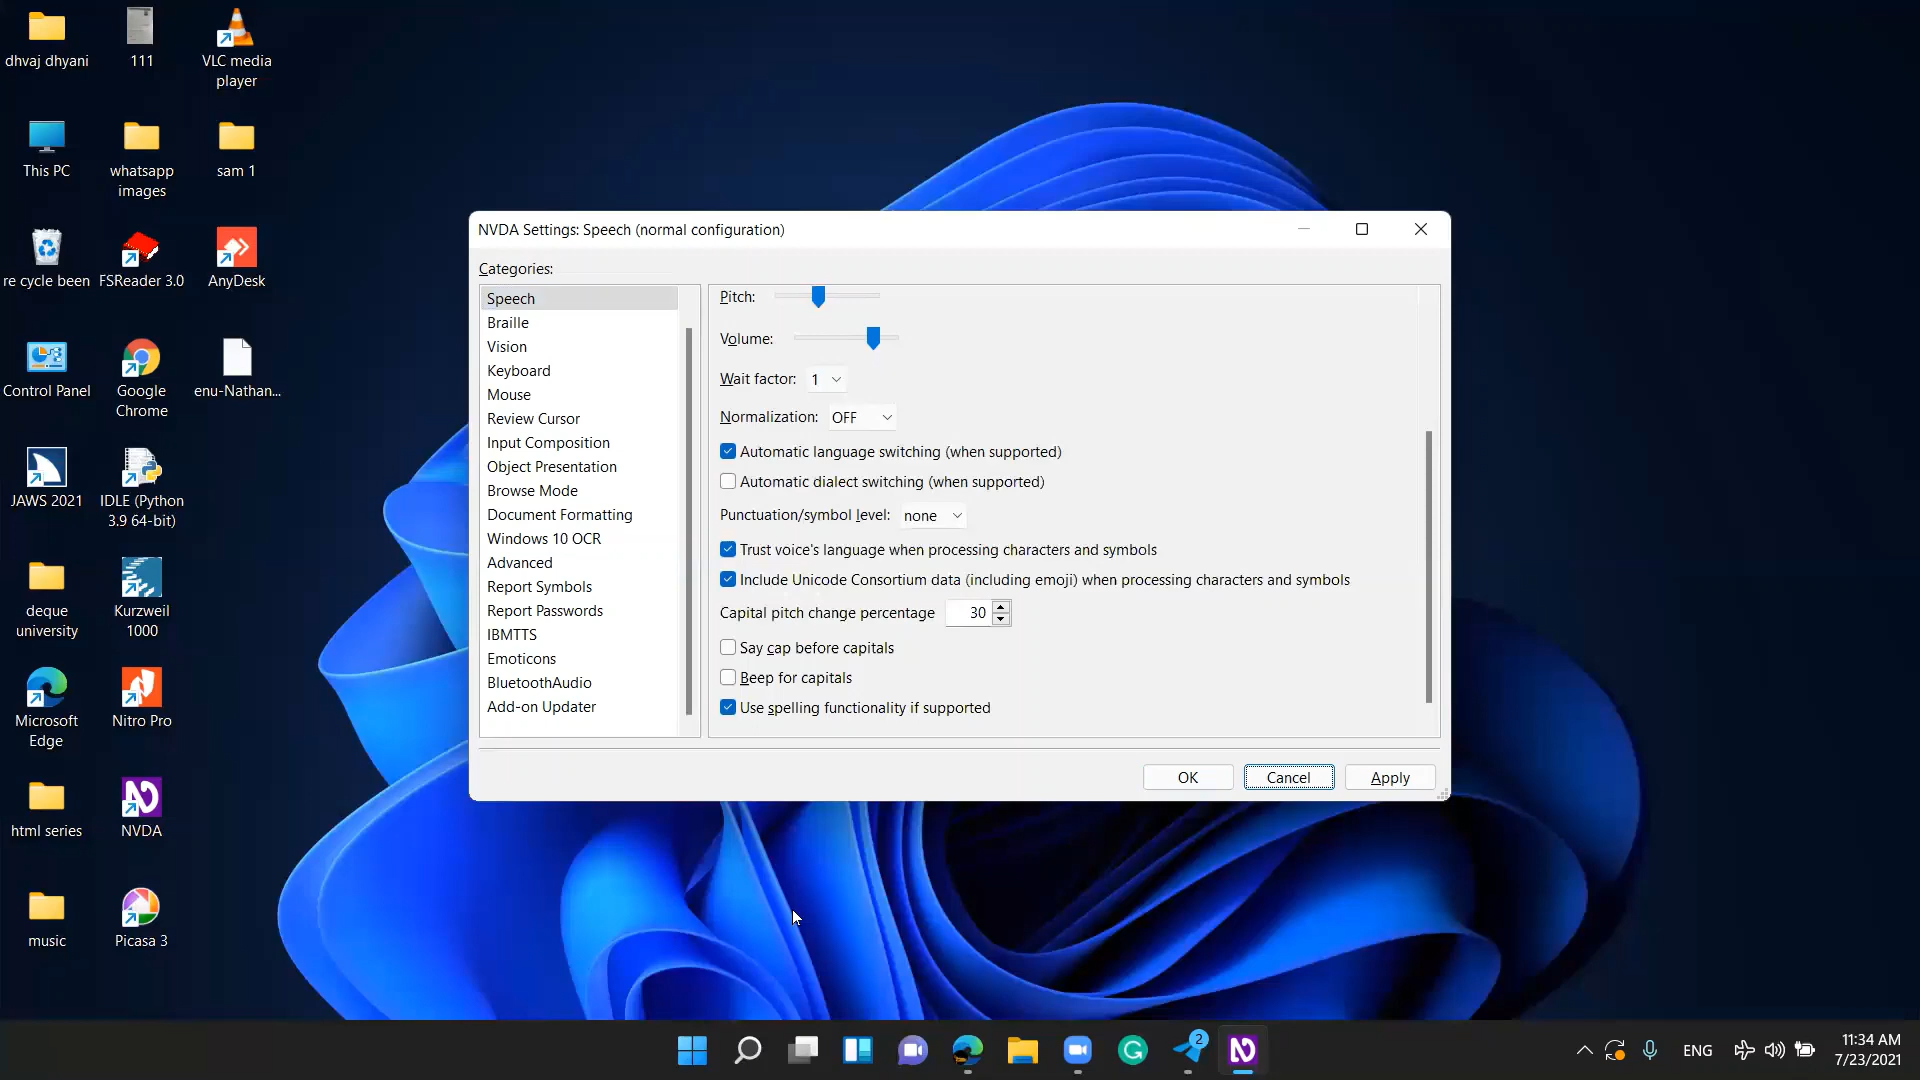 dhvaj dhyani
111
VLC media
player
This PC
whatsapp
images
sam 1
re cycle been
FSReader 3.0
AnyDesk
Control Panel
Google
Chrome
enu-Nathan...
JAWS 2021
IDLE (Python
3.9 64-bit)
deque
university
Kurzweil
1000
Microsoft
Edge
Nitro Pro
html series
NVDA
music
Picasa 3
NVDA Settings: Speech (normal configuration)
Categories:
Speech
Braille
Vision
Keyboard
Mouse
Review Cursor
Input Composition
Object Presentation
Browse Mode
Document Formatting
Windows 10 OCR
Advanced
Report Symbols
Report Passwords
IBMTTS
Emoticons
BluetoothAudio
Add-on Updater
Pitch:
Volume:
Wait factor: 1
Normalization: OFF
Automatic language switching (when supported)
Automatic dialect switching (when supported)
Punctuation/symbol level: none
Trust voice's language when processing characters and symbols
Include Unicode Consortium data (including emoji) when processing characters and symbols
Capital pitch change percentage 30
Say cap before capitals
Beep for capitals
Use spelling functionality if supported
OK Cancel Apply
2
ENG
11:34 AM
7/23/2021